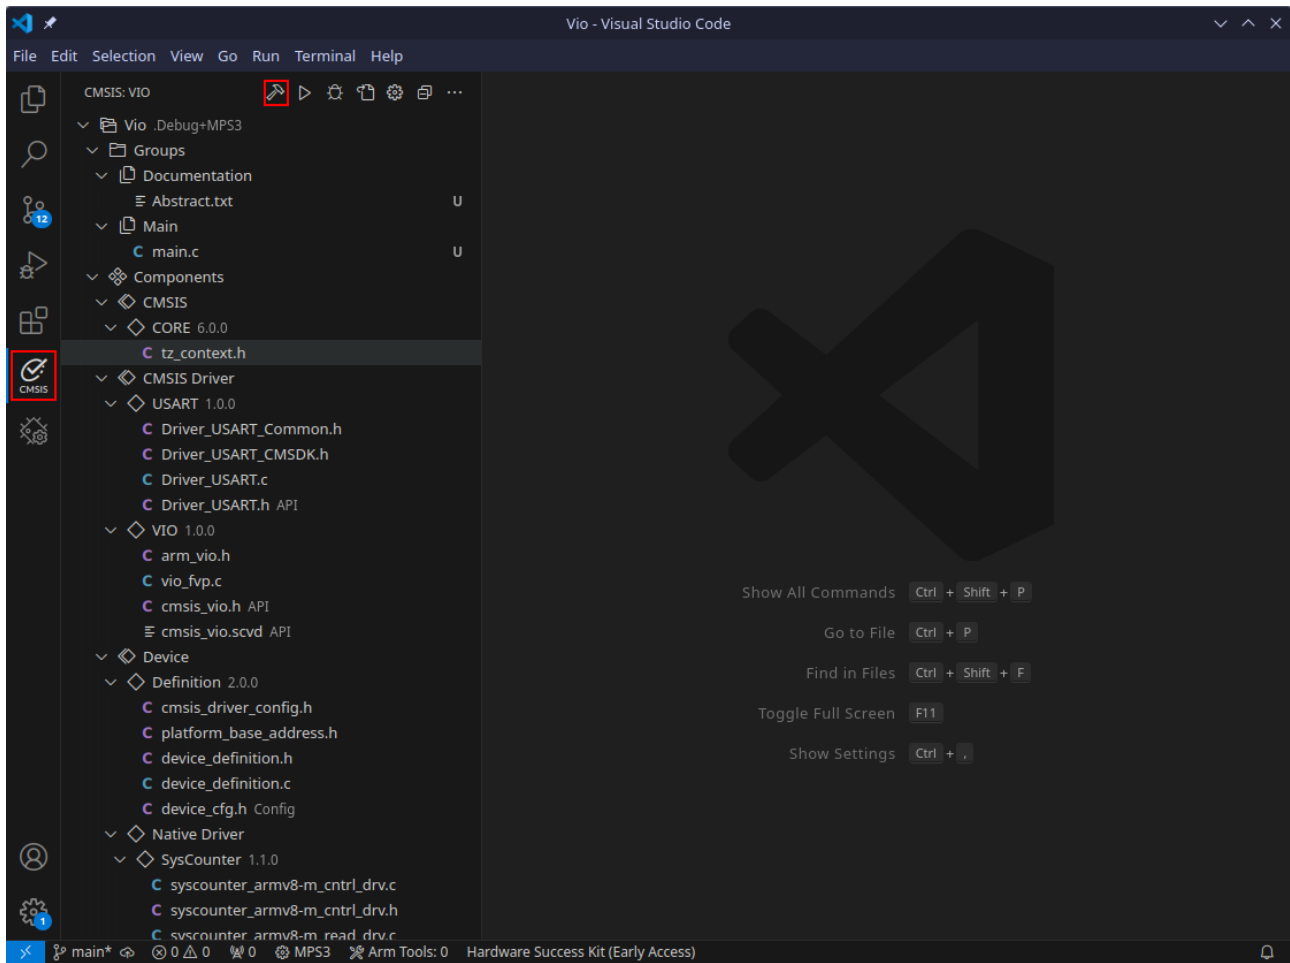 Vio - Visual Studio Code
File Edit Selection View Go Run Terminal Help
CMSIS: VIO
Vio .Debug+MPS3
Groups
Documentation
Abstract.txt U
Main
C main.c U
Components
CMSIS
CORE 6.0.0
C tz_context.h
CMSIS Driver
USART 1.0.0
C Driver_USART_Common.h
C Driver_USART_CMSDK.h
C Driver_USART.c
C Driver_USART.h API
VIO 1.0.0
C arm_vio.h
C vio_fvp.c
C cmsis_vio.h API
cmsis_vio.scvd API
Device
Definition 2.0.0
C cmsis_driver_config.h
C platform_base_address.h
C device_definition.h
C device_definition.c
C device_cfg.h Config
Native Driver
SysCounter 1.1.0
C syscounter_armv8-m_cntrl_drv.c
C syscounter_armv8-m_cntrl_drv.h
C syscounter_armv8-m_read_drv.c
12
CMSIS
1
Show All Commands Ctrl + Shift + P
Go to File Ctrl + P
Find in Files Ctrl + Shift + F
Toggle Full Screen F11
Show Settings Ctrl + ,
main* 0 0 0 MPS3 Arm Tools: 0 Hardware Success Kit (Early Access)